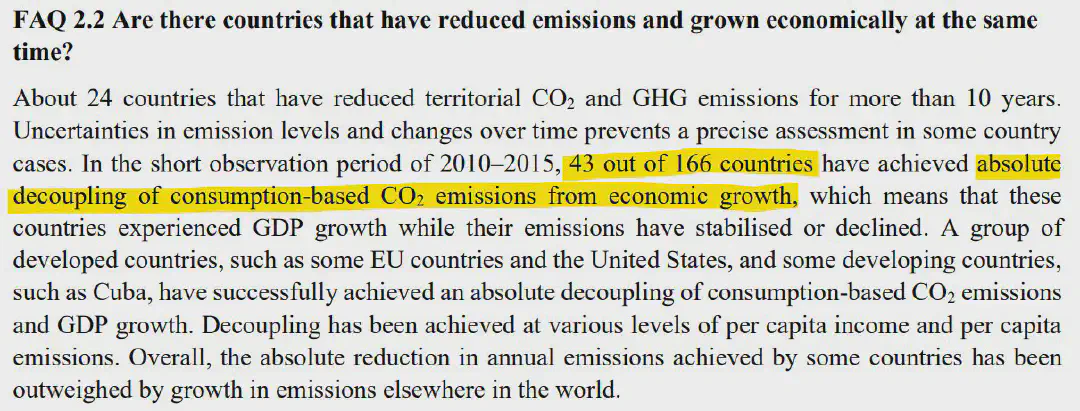 FAQ 2.2 Are there countries that have reduced emissions and grown economically at the same
time?
About 24 countries that have reduced territorial CO₂ and GHG emissions for more than 10 years.
Uncertainties in emission levels and changes over time prevents a precise assessment in some country
cases. In the short observation period of 2010–2015, 43 out of 166 countries have achieved absolute
decoupling of consumption-based CO₂ emissions from economic growth, which means that these
countries experienced GDP growth while their emissions have stabilised or declined. A group of
developed countries, such as some EU countries and the United States, and some developing countries,
such as Cuba, have successfully achieved an absolute decoupling of consumption-based CO₂ emissions
and GDP growth. Decoupling has been achieved at various levels of per capita income and per capita
emissions. Overall, the absolute reduction in annual emissions achieved by some countries has been
outweighed by growth in emissions elsewhere in the world.